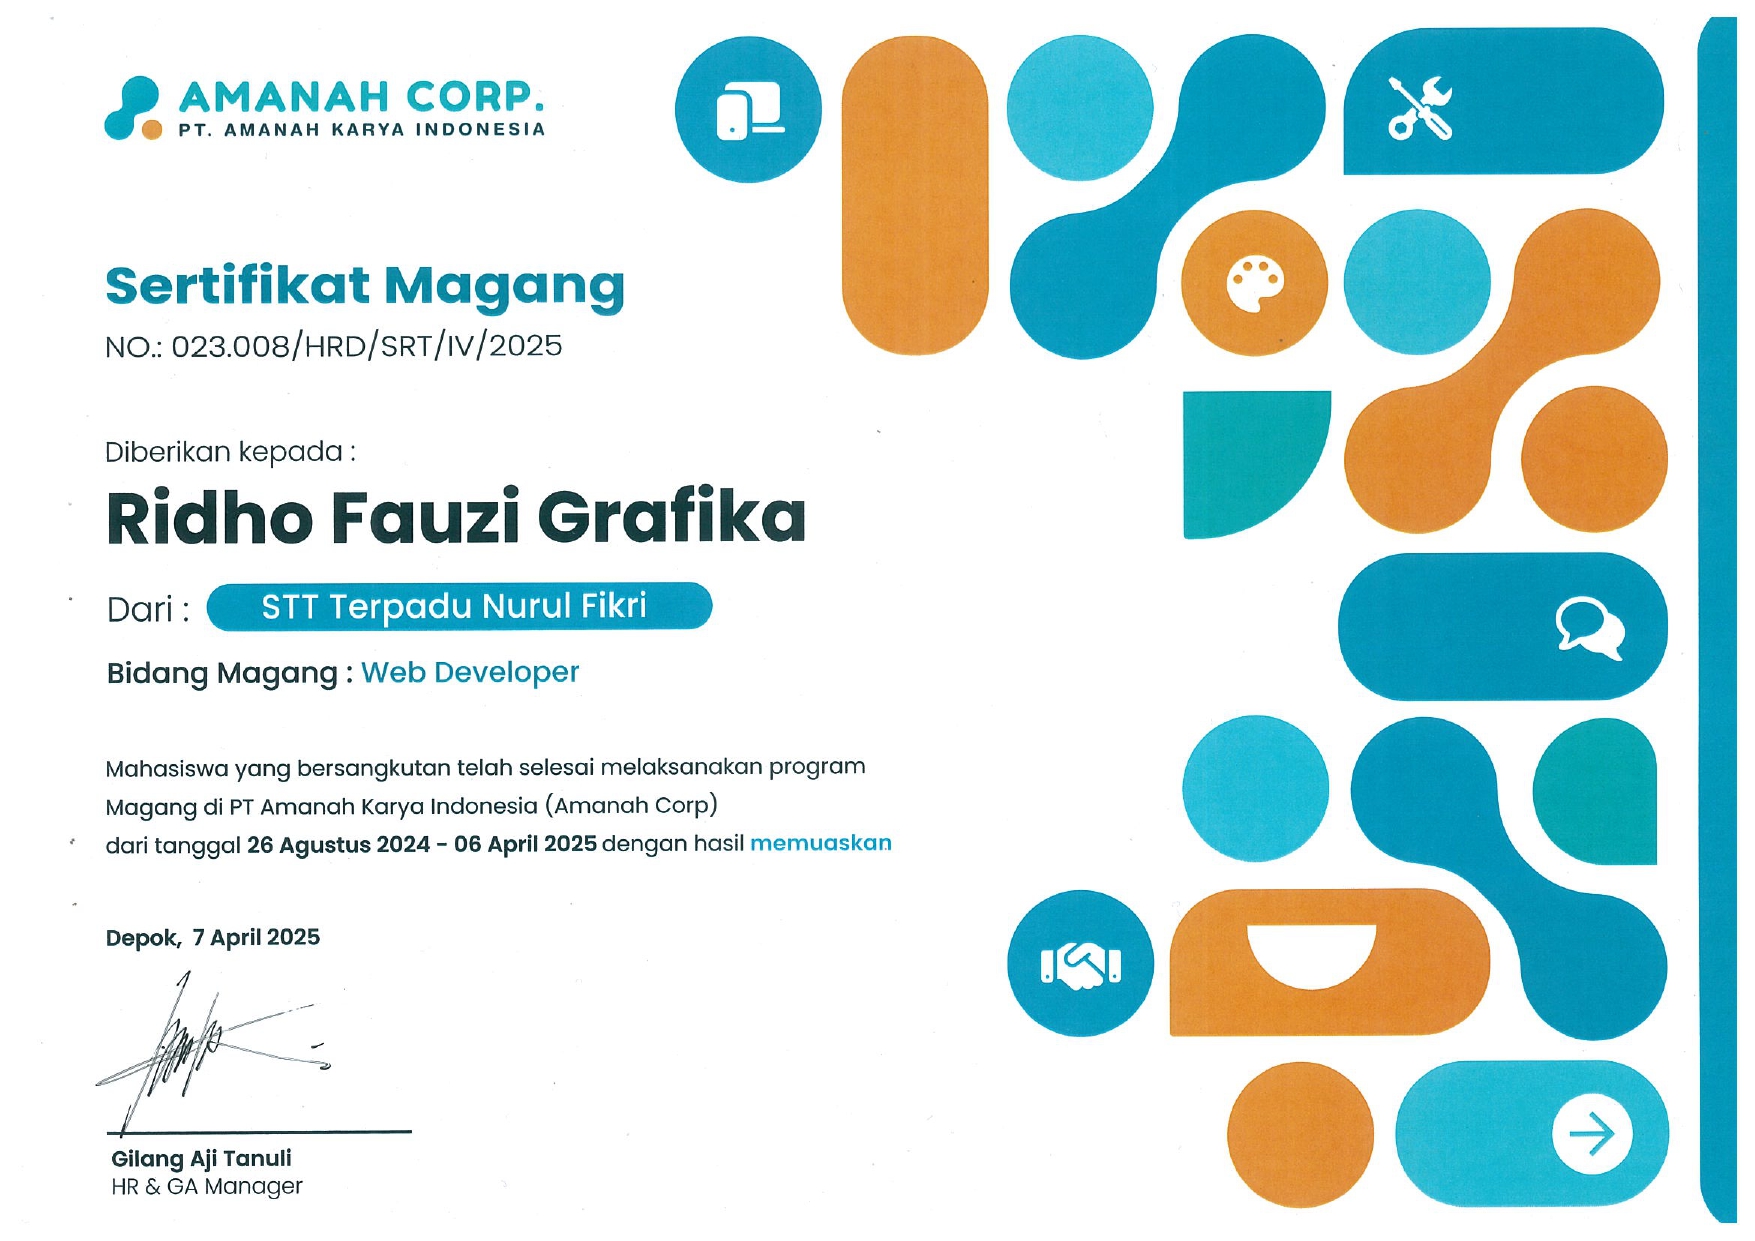 AMANAH CORP.
PT. AMANAH KARYA INDONESIA
Sertifikat Magang
NO.: 023.008/HRD/SRT/IV/2025
Diberikan kepada :
Ridho Fauzi Grafika
Dari : STT Terpadu Nurul Fikri
Bidang Magang : Web Developer
Mahasiswa yang bersangkutan telah selesai melaksanakan program
Magang di PT Amanah Karya Indonesia (Amanah Corp)
dari tanggal 26 Agustus 2024 - 06 April 2025 dengan hasil memuaskan
Depok, 7 April 2025
Gilang Aji Tanuli
HR & GA Manager